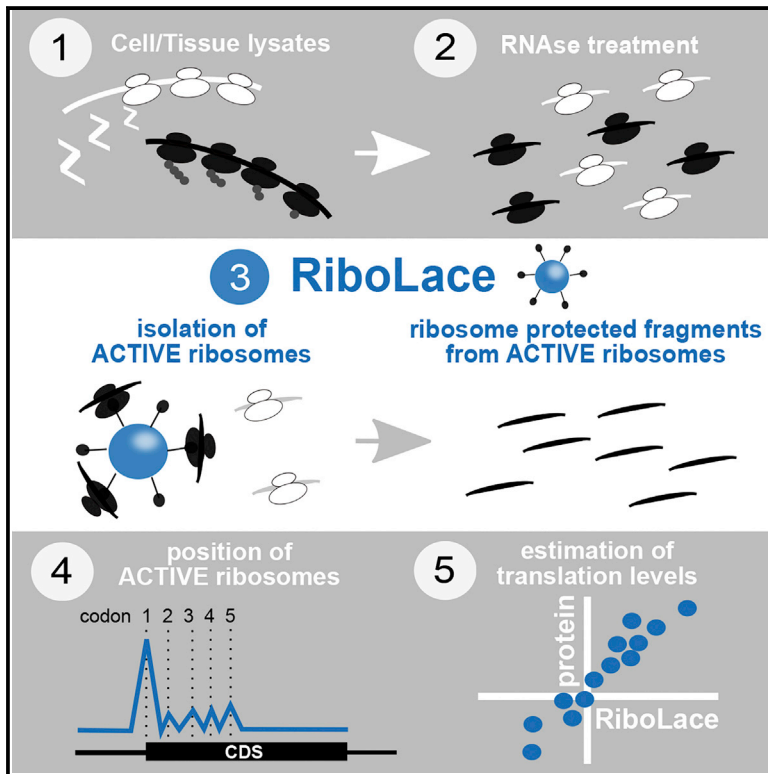 1
Cell/Tissue lysates
2
RNAse treatment
3
RiboLace
isolation of
ACTIVE ribosomes
ribosome protected fragments
from ACTIVE ribosomes
4
position of
ACTIVE ribosomes
codon 1 2 3 4 5
CDS
5
estimation of
translation levels
protein
RiboLace